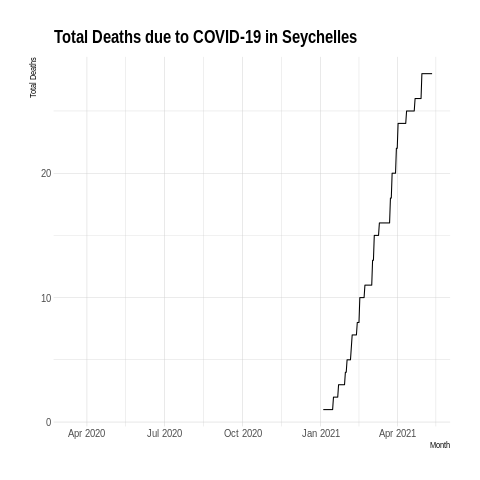 Total Deaths due to COVID-19 in Seychelles
Total Deaths
20
10
0
Apr 2020 Jul 2020 Oct 2020 Jan 2021 Apr 2021
Month